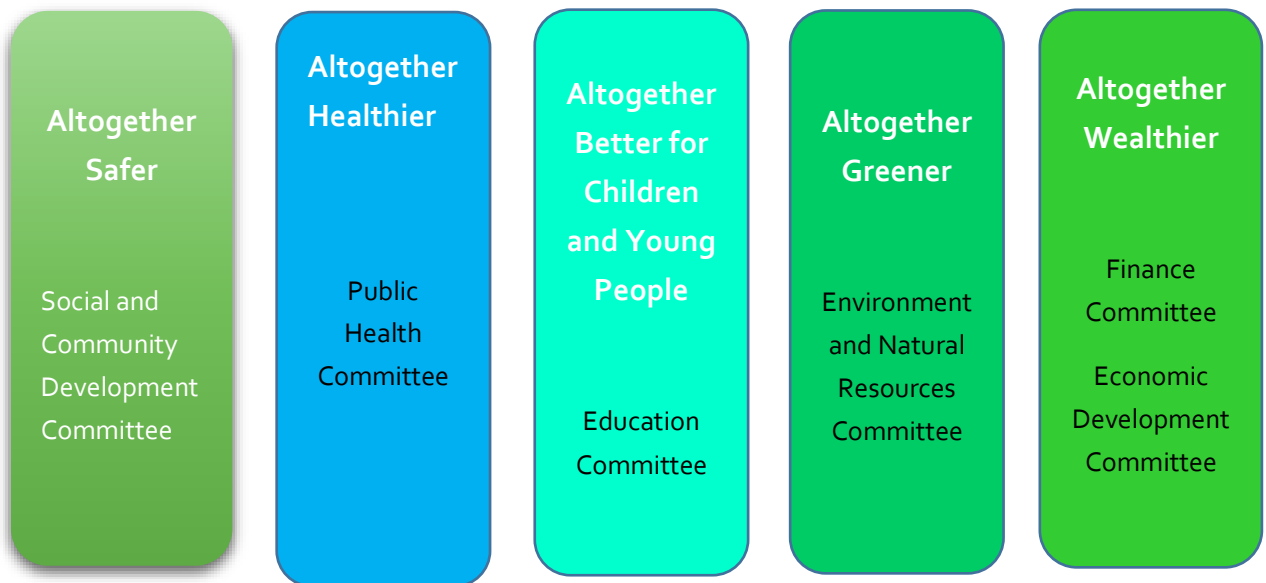 Altogether
Safer
Social and
Community
Development
Committee
Altogether
Healthier
Public
Health
Committee
Altogether
Better for
Children
and Young
People
Education
Committee
Altogether
Greener
Environment
and Natural
Resources
Committee
Altogether
Wealthier
Finance
Committee
Economic
Development
Committee